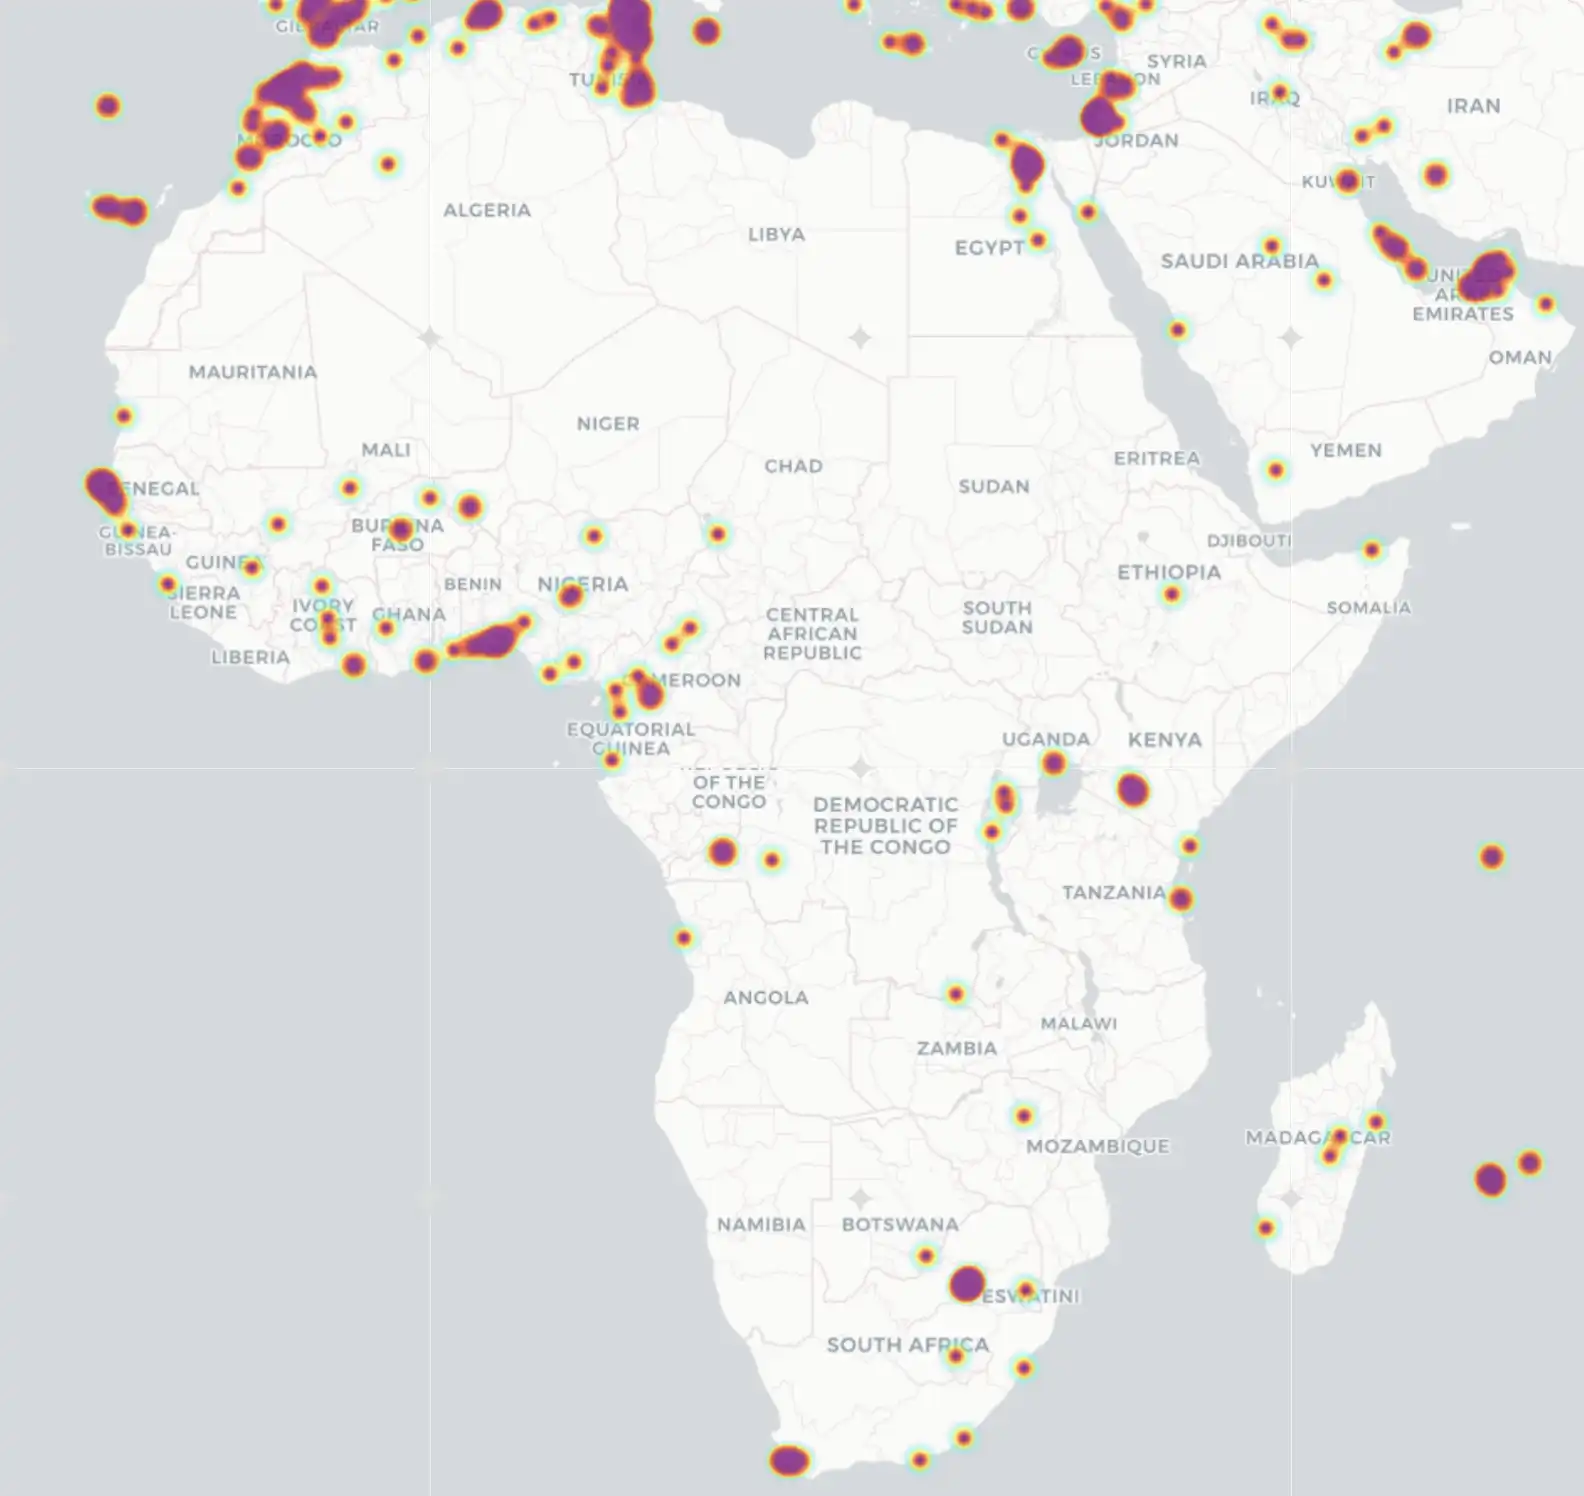 GIBRALTAR
CYPRUS
SYRIA
TUNISIA
LEBANON
IRAQ
IRAN
MOROCCO
JORDAN
KUWAIT
ALGERIA
LIBYA
EGYPT
SAUDI ARABIA
UNITED
ARAB
EMIRATES
OMAN
MAURITANIA
NIGER
MALI
CHAD
ERITREA
YEMEN
SENEGAL
SUDAN
GUINEA-
BISSAU
BURKINA
FASO
DJIBOUTI
GUINEA
BENIN
NIGERIA
ETHIOPIA
SIERRA
LEONE
IVORY
COAST
GHANA
CENTRAL
AFRICAN
REPUBLIC
SOUTH
SUDAN
SOMALIA
LIBERIA
CAMEROON
EQUATORIAL
GUINEA
UGANDA
KENYA
REPUBLIC
OF THE
CONGO
DEMOCRATIC
REPUBLIC OF
THE CONGO
TANZANIA
ANGOLA
MALAWI
ZAMBIA
MOZAMBIQUE
MADAGASCAR
NAMIBIA
BOTSWANA
ESWATINI
SOUTH AFRICA